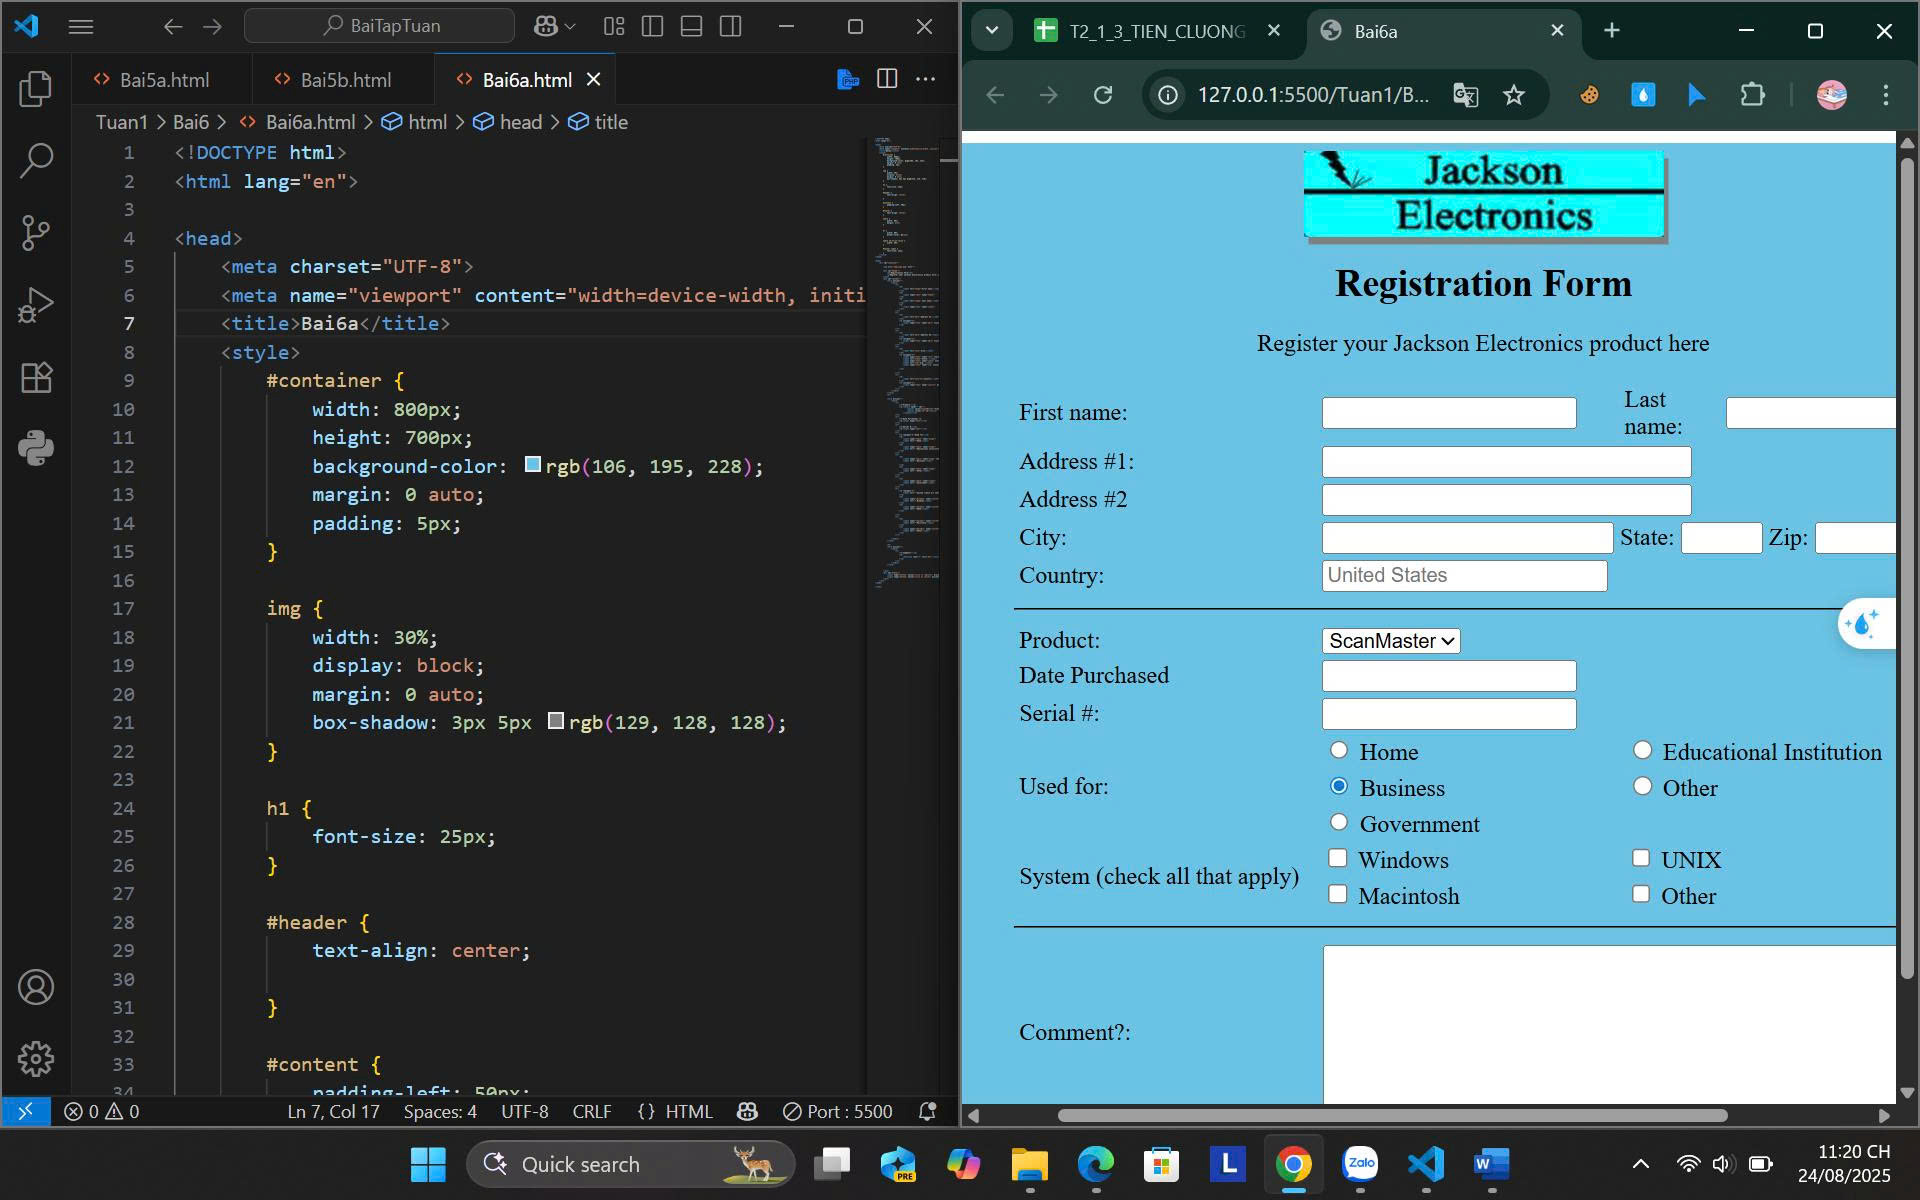 BaiTapTuan
Bai5a.html
Bai5b.html
Bai6a.html
Tuan1 > Bai6 > Bai6a.html > html > head > title
1 <!DOCTYPE html>
2 <html lang="en">
3
4 <head>
5 <meta charset="UTF-8">
6 <meta name="viewport" content="width=device-width, initi
7 <title>Bai6a</title>
8 <style>
9 #container {
10 width: 800px;
11 height: 700px;
12 background-color: rgb(106, 195, 228);
13 margin: 0 auto;
14 padding: 5px;
15 }
16
17 img {
18 width: 30%;
19 display: block;
20 margin: 0 auto;
21 box-shadow: 3px 5px rgb(129, 128, 128);
22 }
23
24 h1 {
25 font-size: 25px;
26 }
27
28 #header {
29 text-align: center;
30
31 }
32
33 #content {
34 padding-left: 50px;
0 0
Ln 7, Col 17
Spaces: 4
UTF-8
CRLF
{} HTML
Port : 5500
T2_1_3_TIEN_CLUONG
Bai6a
127.0.0.1:5500/Tuan1/B...
Jackson
Electronics
Registration Form
Register your Jackson Electronics product here
First name:
Last
name:
Address #1:
Address #2
City:
State:
Zip:
Country:
United States
Product:
ScanMaster
Date Purchased
Serial #:
Used for:
Home
Educational Institution
Business
Other
Government
System (check all that apply)
Windows
UNIX
Macintosh
Other
Comment?:
Quick search
PRE
L
Zalo
W
11:20 CH
24/08/2025